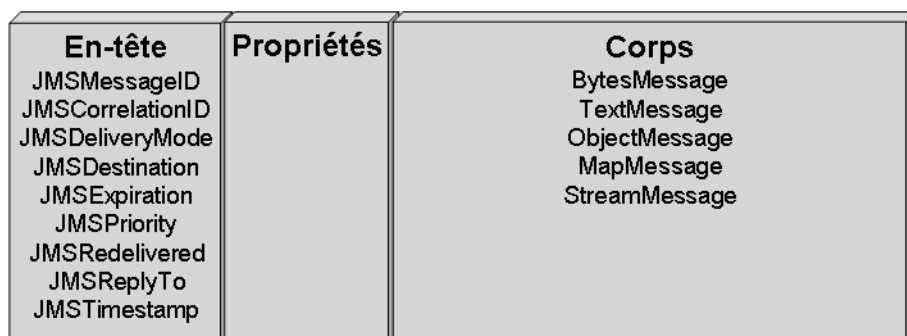 En-tête
JMSMessageID
JMSCorrelationID
JMSDeliveryMode
JMSDestination
JMSExpiration
JMSPriority
JMSRedelivered
JMSReplyTo
JMSTimestamp
Propriétés
Corps
BytesMessage
TextMessage
ObjectMessage
MapMessage
StreamMessage